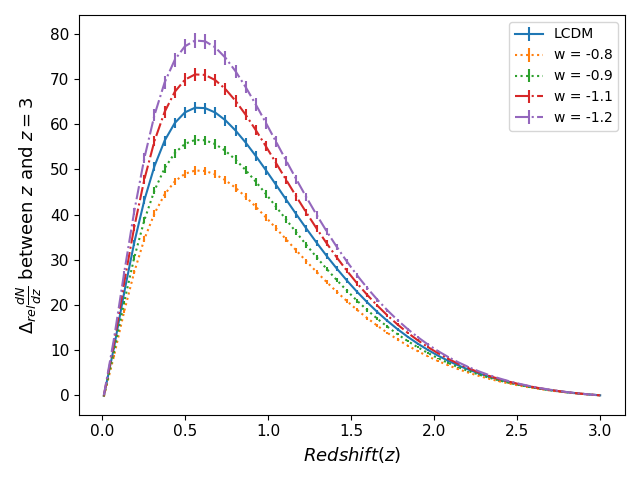 LCDM
w = -0.8
w = -0.9
w = -1.1
w = -1.2
Δrel dN/dz between z and z = 3
80
70
60
50
40
30
20
10
0
0.0 0.5 1.0 1.5 2.0 2.5 3.0
Redshift(z)